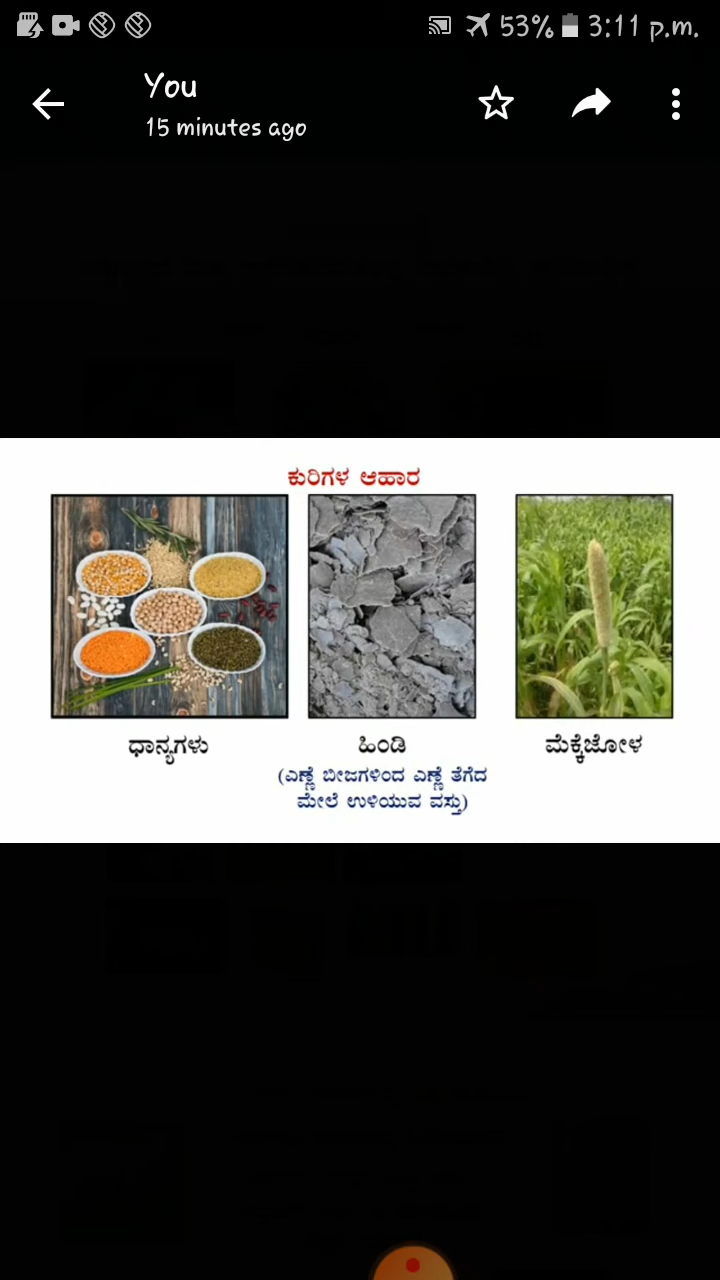 53% 3:11 p.m.
You
15 minutes ago
ಕುರಿಗಳ ಆಹಾರ
ಧಾನ್ಯಗಳು
ಹಿಂಡಿ
ಮೆಕ್ಕೆಜೋಳ
(ಎಣ್ಣೆ ಬೀಜಗಳಿಂದ ಎಣ್ಣೆ ತೆಗೆದ
ಮೇಲೆ ಉಳಿಯುವ ವಸ್ತು)